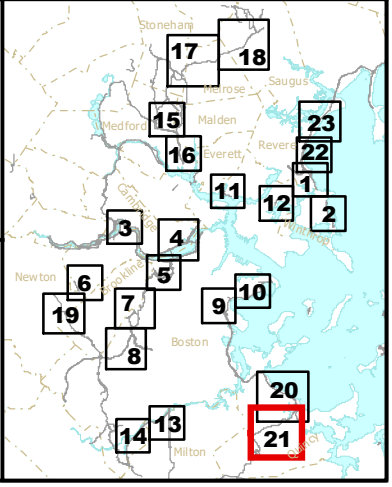 Stoneham
17
18
Melrose
Saugus
15
Medford
Malden
23
16
Everett
Revere
22
1
11
12
2
Cambridge
Winthrop
3
4
Brookline
5
Newton
6
19
7
9
10
8
Boston
20
13
14
21
Quincy
Milton